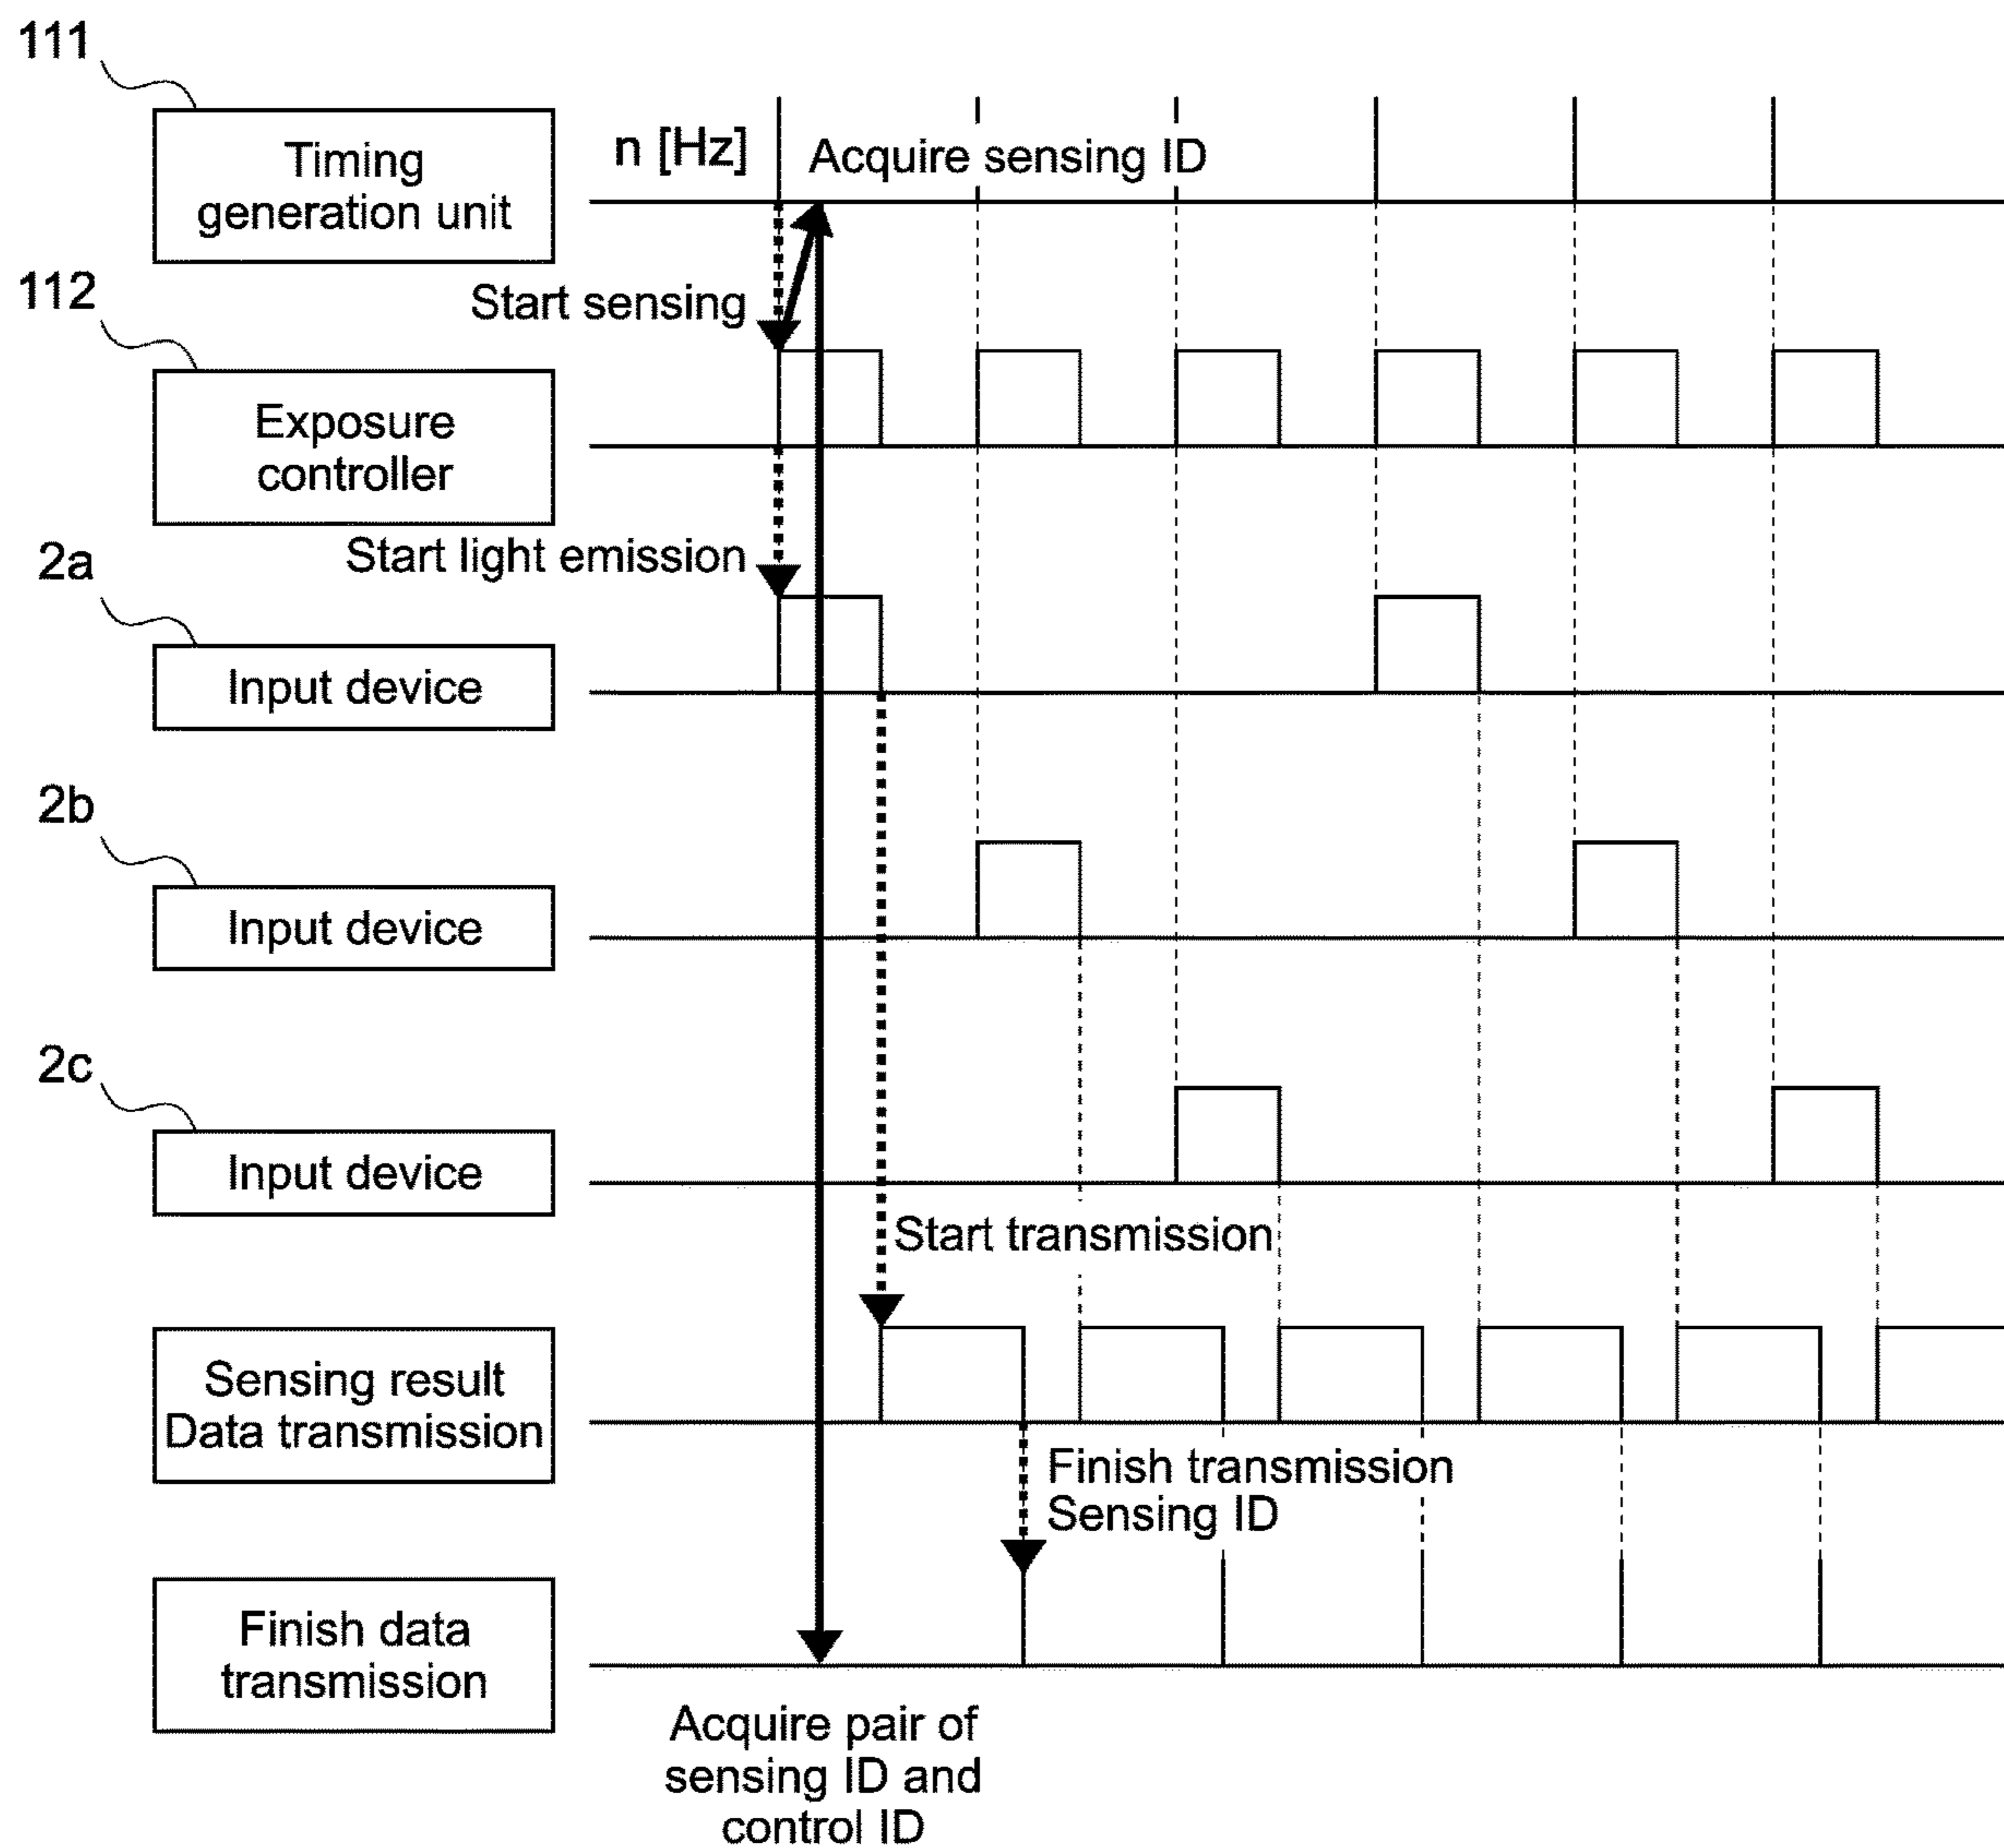 111
Timing
generation unit
n [Hz]
Acquire sensing ID
Start sensing
112
Exposure
controller
Start light emission
2a
Input device
2b
Input device
2c
Input device
Start transmission
Sensing result
Data transmission
Finish transmission
Sensing ID
Finish data
transmission
Acquire pair of
sensing ID and
control ID